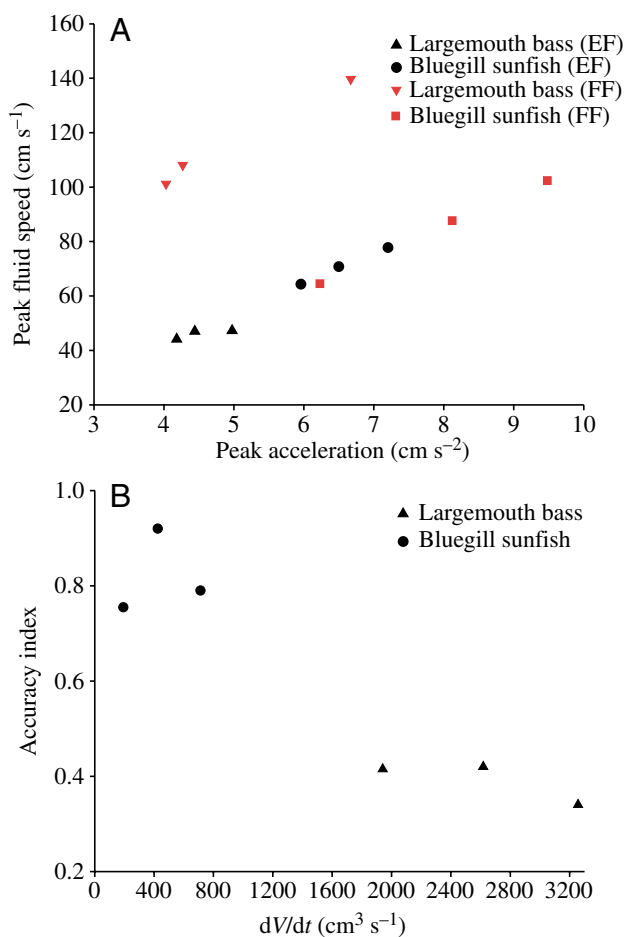 A
Largemouth bass (EF)
Bluegill sunfish (EF)
Largemouth bass (FF)
Bluegill sunfish (FF)
160
140
120
100
80
60
40
20
Peak fluid speed (cm s⁻¹)
3 4 5 6 7 8 9 10
Peak acceleration (cm s⁻²)
B
Largemouth bass
Bluegill sunfish
1.0
0.8
0.6
0.4
0.2
Accuracy index
0 400 800 1200 1600 2000 2400 2800 3200
dV/dt (cm³ s⁻¹)